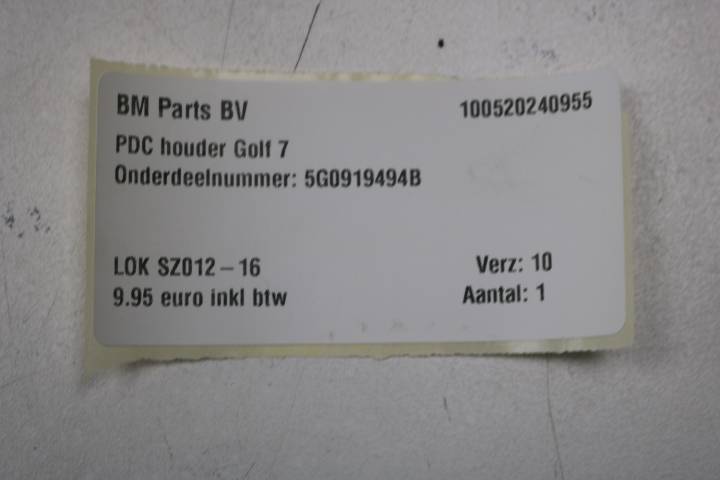 BM Parts BV 100520240955
PDC houder Golf 7
Onderdeelnummer: 5G0919494B
LOK SZ012-16 Verz: 10
9.95 euro inkl btw Aantal: 1